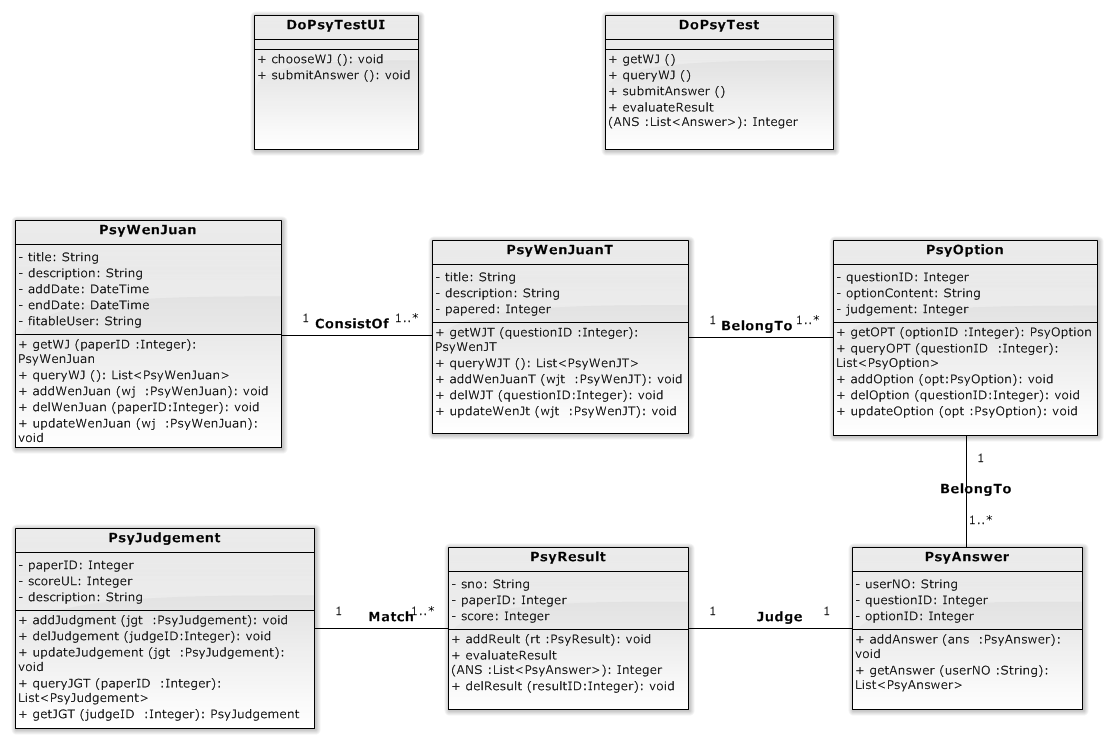 DoPsyTestUI
+ chooseWJ (): void
+ submitAnswer (): void
DoPsyTest
+ getWJ ()
+ queryWJ ()
+ submitAnswer ()
+ evaluateResult
(ANS :List<Answer>): Integer
PsyWenJuan
- title: String
- description: String
- addDate: DateTime
- endDate: DateTime
- fitableUser: String
+ getWJ (paperID :Integer):
PsyWenJuan
+ queryWJ (): List<PsyWenJuan>
+ addWenJuan (wj :PsyWenJuan): void
+ delWenJuan (paperID:Integer): void
+ updateWenJuan (wj :PsyWenJuan):
void
1 ConsistOf 1..*
PsyWenJuanT
- title: String
- description: String
- papered: Integer
+ getWJT (questionID :Integer):
PsyWenJT
+ queryWJT (): List<PsyWenJT>
+ addWenJuanT (wjt :PsyWenJT): void
+ delWJT (questionID:Integer): void
+ updateWenJt (wjt :PsyWenJT): void
1 BelongTo 1..*
PsyOption
- questionID: Integer
- optionContent: String
- judgement: Integer
+ getOPT (optionID :Integer): PsyOption
+ queryOPT (questionID :Integer):
List<PsyOption>
+ addOption (opt:PsyOption): void
+ delOption (questionID:Integer): void
+ updateOption (opt :PsyOption): void
1
BelongTo
1..*
PsyJudgement
- paperID: Integer
- scoreUL: Integer
- description: String
+ addJudgment (jgt :PsyJudgement): void
+ delJudgement (judgeID:Integer): void
+ updateJudgement (jgt :PsyJudgement):
void
+ queryJGT (paperID :Integer):
List<PsyJudgement>
+ getJGT (judgeID :Integer): PsyJudgement
1 Match 1..*
PsyResult
- sno: String
- paperID: Integer
- score: Integer
+ addReult (rt :PsyResult): void
+ evaluateResult
(ANS :List<PsyAnswer>): Integer
+ delResult (resultID:Integer): void
1 Judge 1
PsyAnswer
- userNO: String
- questionID: Integer
- optionID: Integer
+ addAnswer (ans :PsyAnswer):
void
+ getAnswer (userNO :String):
List<PsyAnswer>